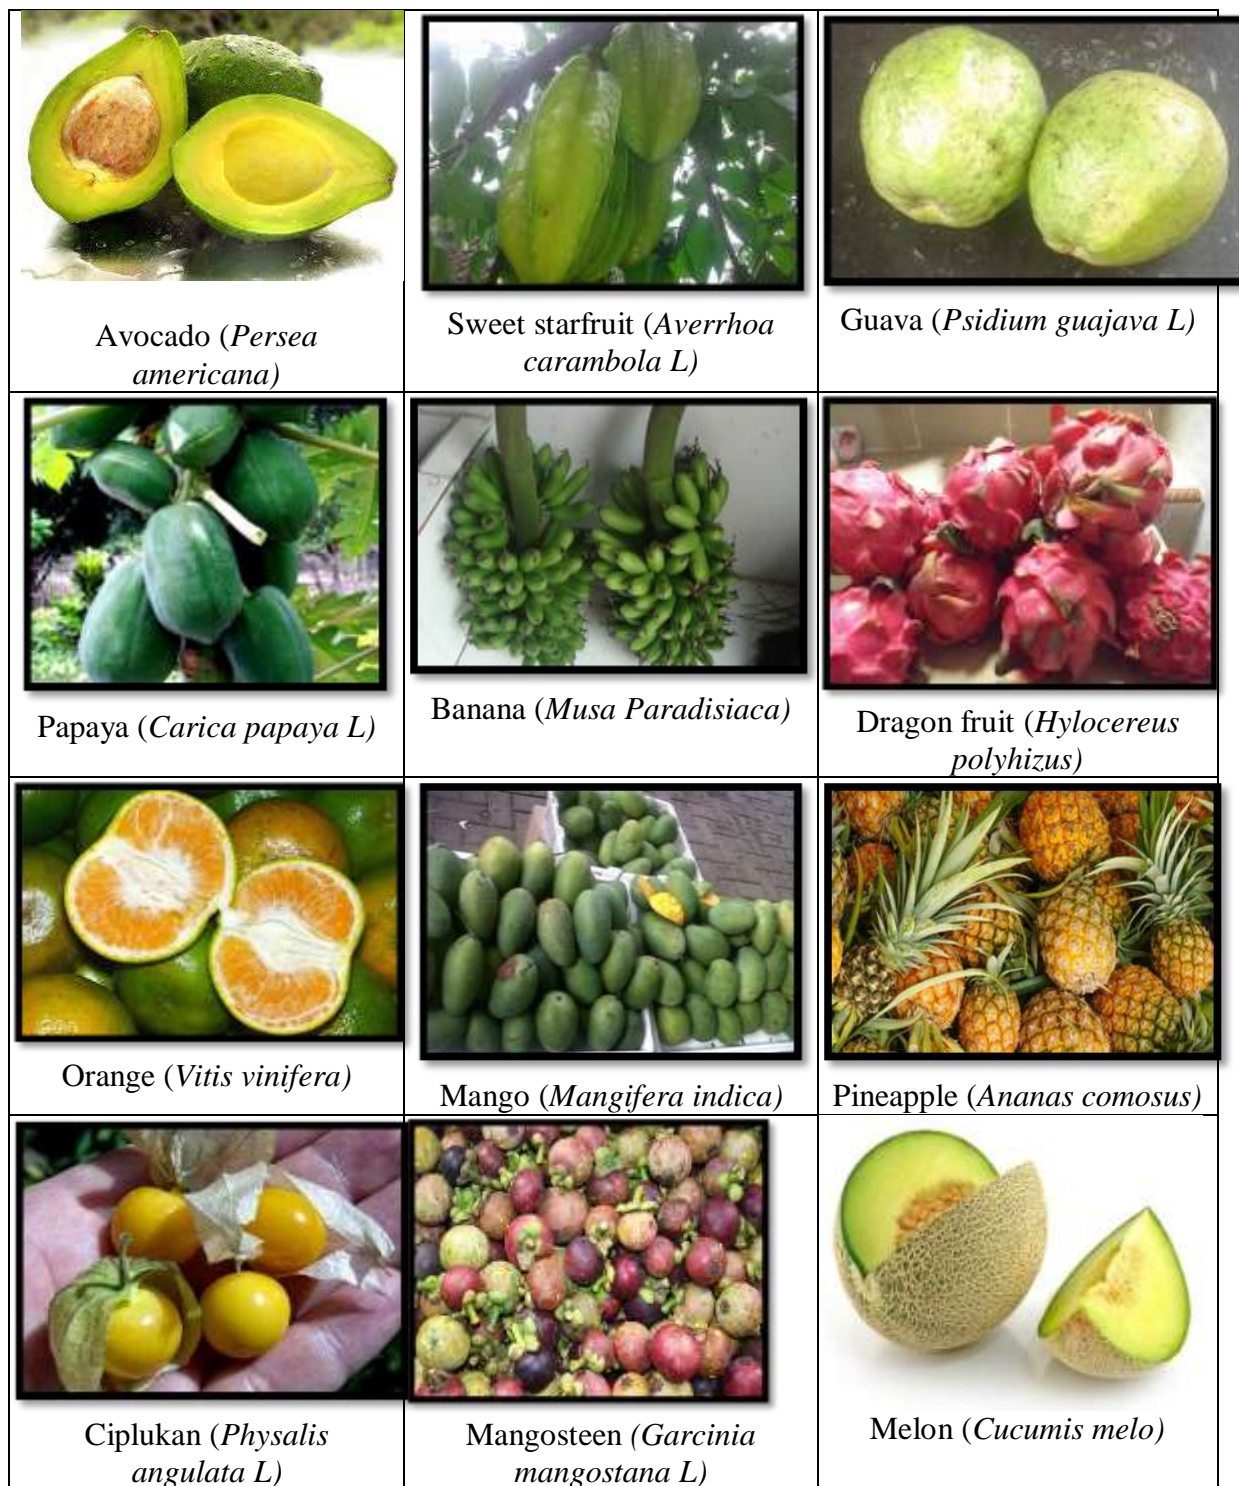 Avocado (Persea
americana)
Sweet starfruit (Averrhoa
carambola L)
Guava (Psidium guajava L)
Papaya (Carica papaya L)
Banana (Musa Paradisiaca)
Dragon fruit (Hylocereus
polyhizus)
Orange (Vitis vinifera)
Mango (Mangifera indica)
Pineapple (Ananas comosus)
Ciplukan (Physalis
angulata L)
Mangosteen (Garcinia
mangostana L)
Melon (Cucumis melo)